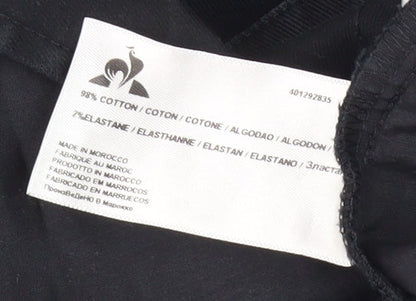 401292835
98% COTTON / COTON / COTONE / ALGODAO / ALGODON /
2%ELASTANE / ELASTHANNE / ELASTAN / ELASTANO /
MADE IN MOROCCO
FABRIQUE AU MAROC
PRODOTTO IN MAROCCO
FABRICADO EM MARROCOS
FABRICADO EN MARRUECOS